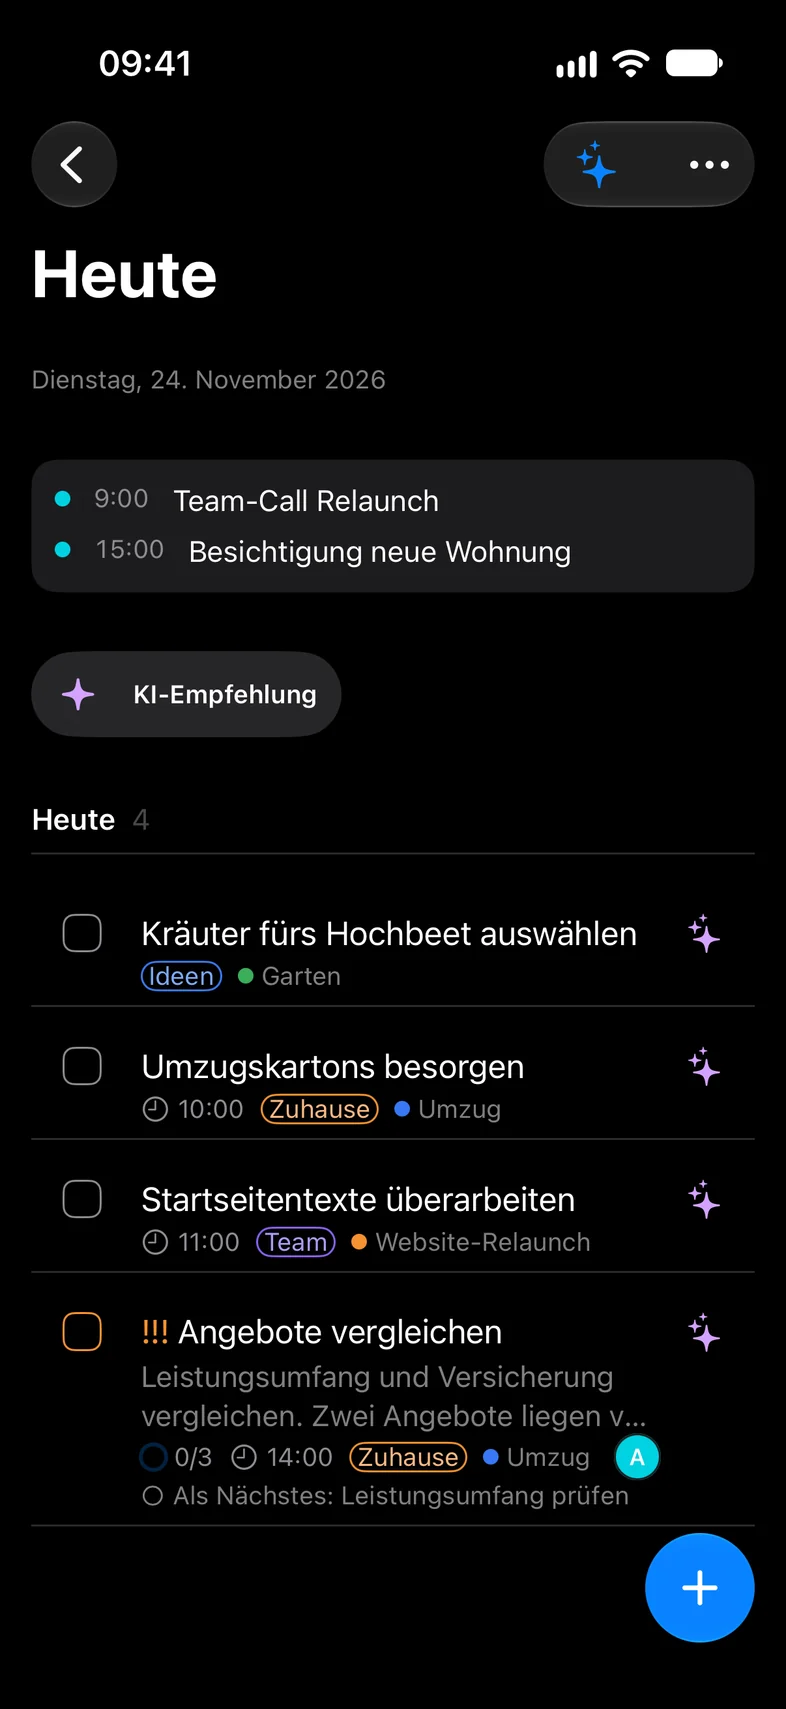 09:41
Heute
Dienstag, 24. November 2026
9:00 Team-Call Relaunch
15:00 Besichtigung neue Wohnung
KI-Empfehlung
Heute 4
Kräuter fürs Hochbeet auswählen
Ideen Garten
Umzugskartons besorgen
10:00 Zuhause Umzug
Startseitentexte überarbeiten
11:00 Team Website-Relaunch
!!! Angebote vergleichen
Leistungsumfang und Versicherung
vergleichen. Zwei Angebote liegen v...
0/3 14:00 Zuhause Umzug A
Als Nächstes: Leistungsumfang prüfen